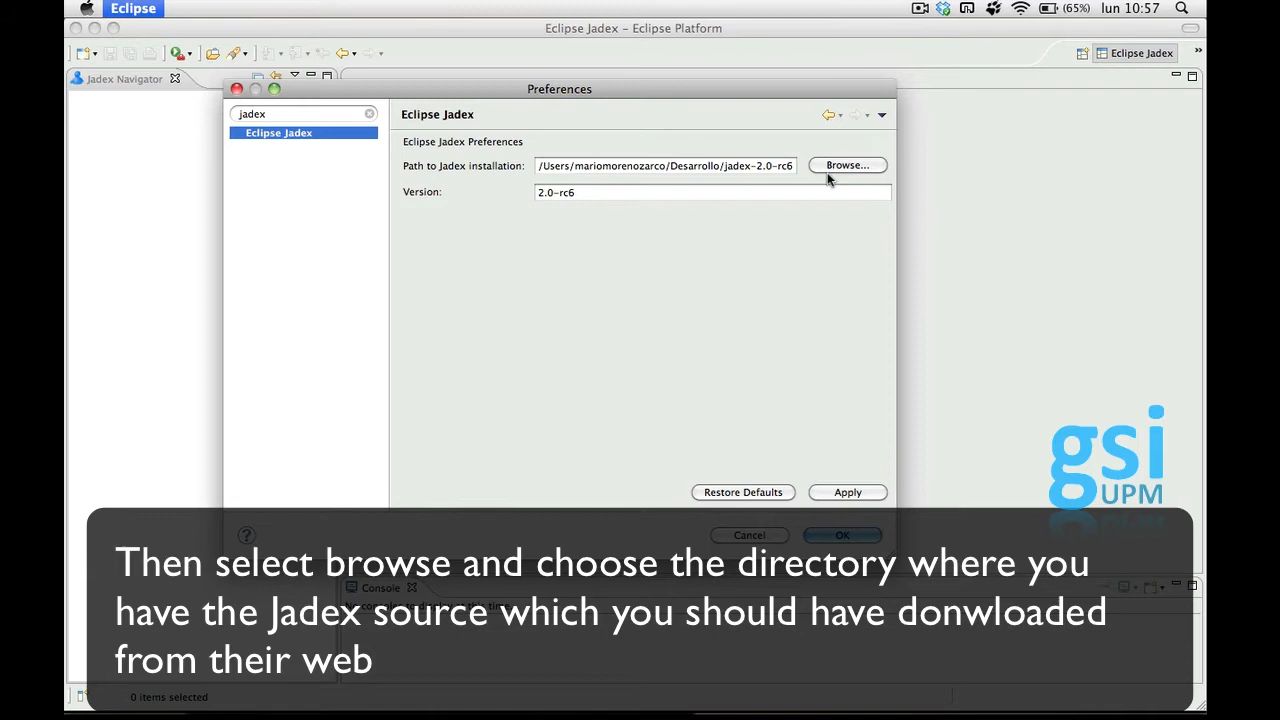 Eclipse
(65%) lun 10:57
Eclipse Jadex - Eclipse Platform
Eclipse Jadex
Jadex Navigator
Preferences
jadex
Eclipse Jadex
Eclipse Jadex
Eclipse Jadex Preferences
Path to Jadex installation: /Users/mariomorenozarco/Desarrollo/jadex-2.0-rc6 Browse...
Version: 2.0-rc6
gsi
UPM
Restore Defaults Apply
Cancel OK
Console
Then select browse and choose the directory where you
have the Jadex source which you should have donwloaded
from their web
0 items selected